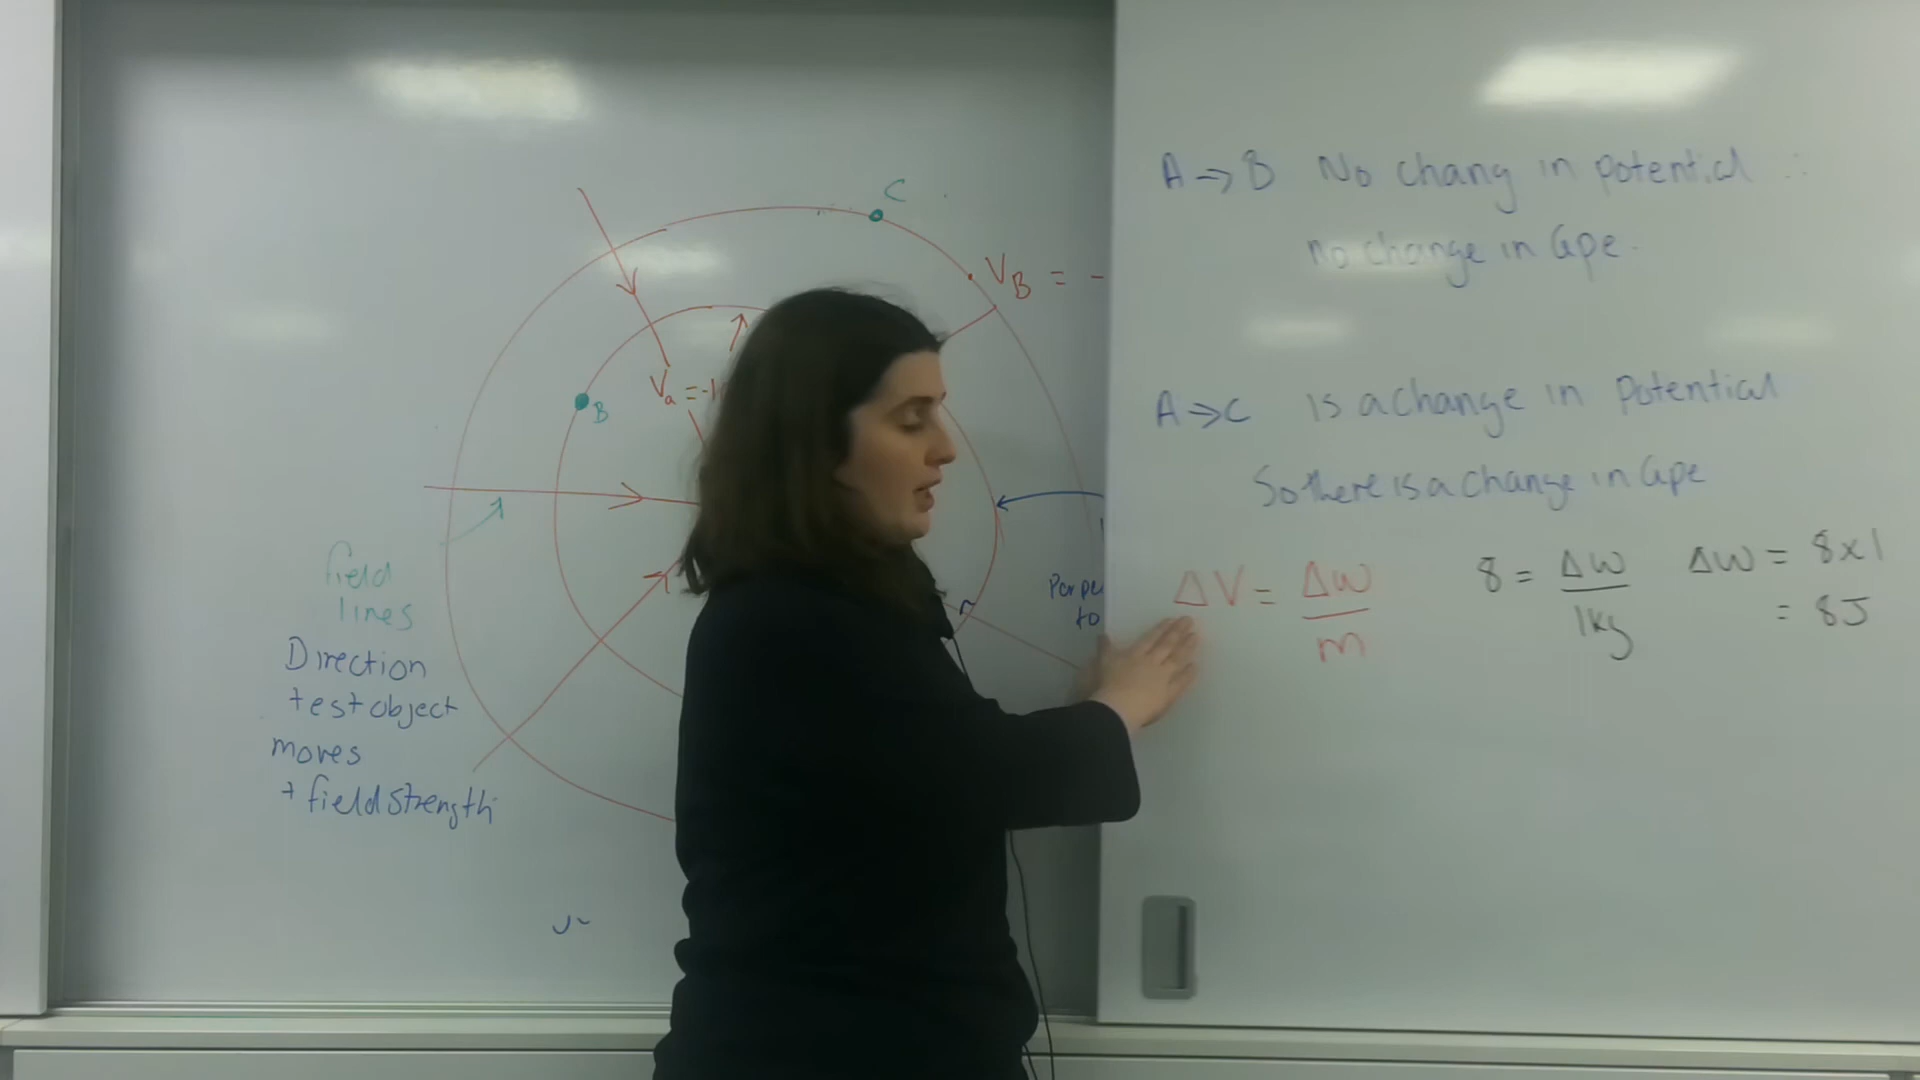 C
V_B = -
B
V_a = -1
field
lines
Direction
test object
moves
+ field strength
Perpe
to
r
A → B No chang in potential ∴
no change in Gpe.
A → C is a change in potential
So there is a change in Gpe
ΔV = Δw / m
8 = Δw / 1kg
Δw = 8x1
= 8J